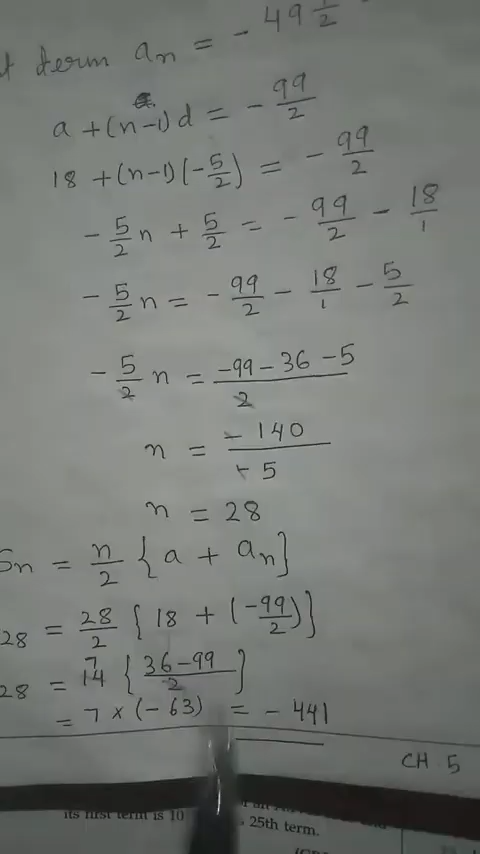 term aₙ = - 49 1/2
a + (n-1)d = - 99/2
18 + (n-1)(-5/2) = - 99/2
- 5/2 n + 5/2 = - 99/2 - 18/1
- 5/2 n = - 99/2 - 18/1 - 5/2
- 5/2 n = (-99 - 36 - 5)/2
n = -140/-5
n = 28
Sn = n/2 {a + aₙ}
28 = 28/2 {18 + (-99/2)}
28 = 14 7 {(36-99)/2}
= 7 × (-63) = - 441
CH 5
its first term is 10
, 25th term.